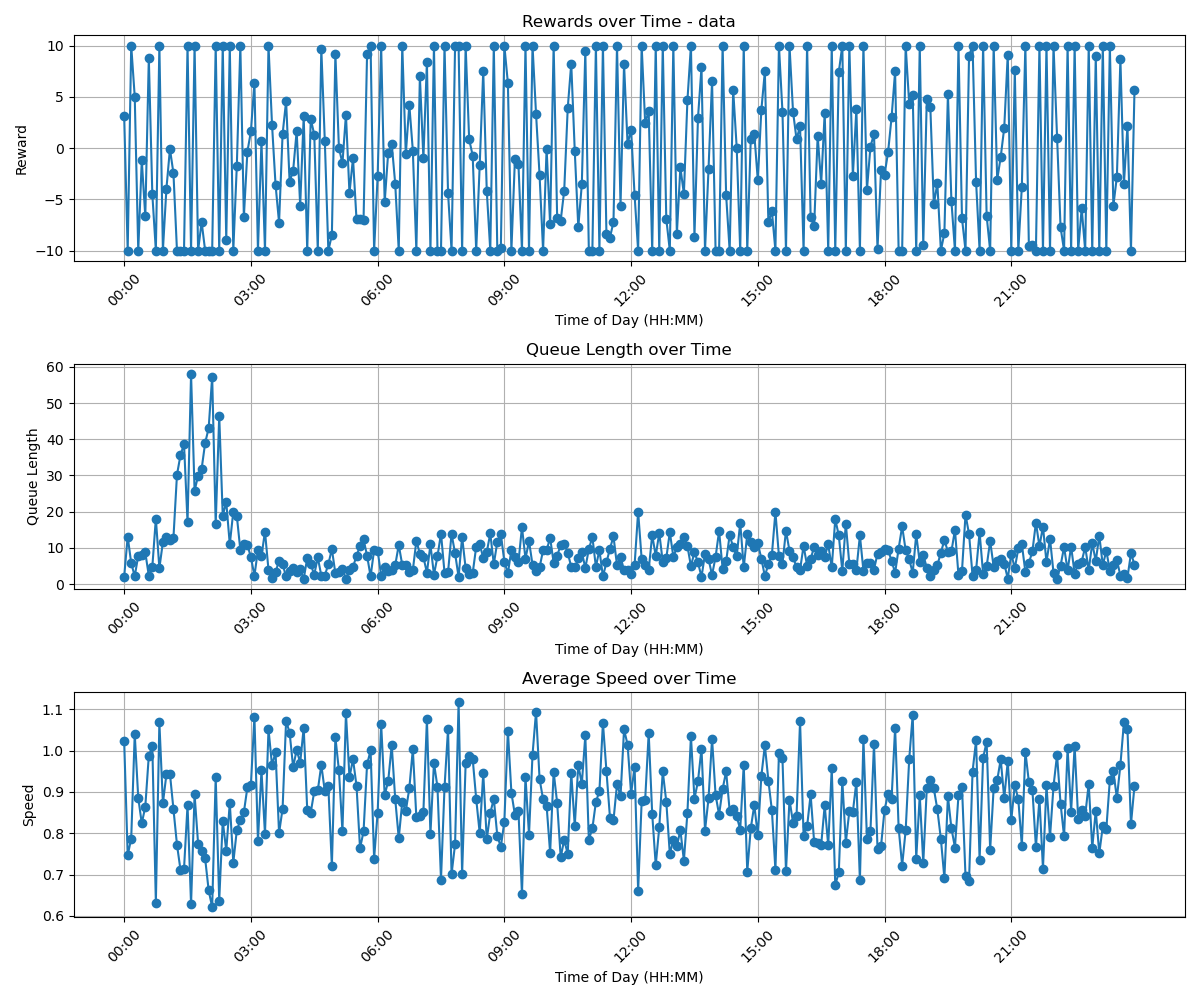 Rewards over Time - data
10
5
0
−5
−10
Reward
00:00 03:00 06:00 09:00 12:00 15:00 18:00 21:00
Time of Day (HH:MM)
Queue Length over Time
60
50
40
30
20
10
0
Queue Length
00:00 03:00 06:00 09:00 12:00 15:00 18:00 21:00
Time of Day (HH:MM)
Average Speed over Time
1.1
1.0
0.9
0.8
0.7
0.6
Speed
00:00 03:00 06:00 09:00 12:00 15:00 18:00 21:00
Time of Day (HH:MM)